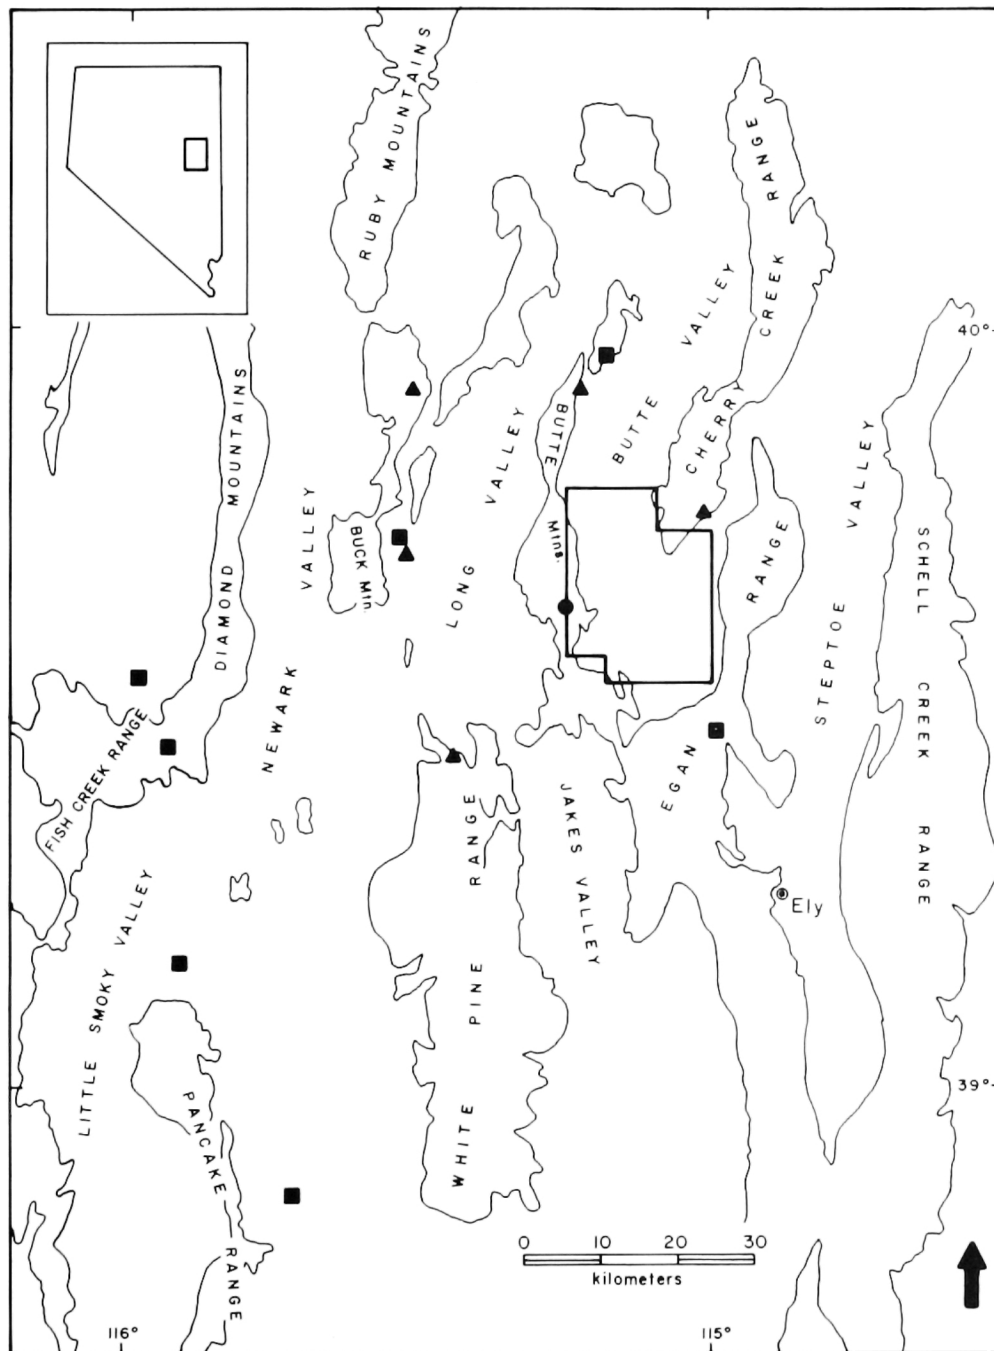 RUBY MOUNTAINS
CREEK RANGE
CHERRY
BUTTE VALLEY
40°
BUTTE
Mtns.
LONG VALLEY
DIAMOND MOUNTAINS
NEWARK VALLEY
BUCK Mtn.
RANGE
EGAN
STEPTOE VALLEY
SCHELL CREEK RANGE
FISH CREEK RANGE
JAKES VALLEY
Ely
LITTLE SMOKY VALLEY
WHITE PINE RANGE
39°
PANCAKE RANGE
0 10 20 30
kilometers
116°
115°